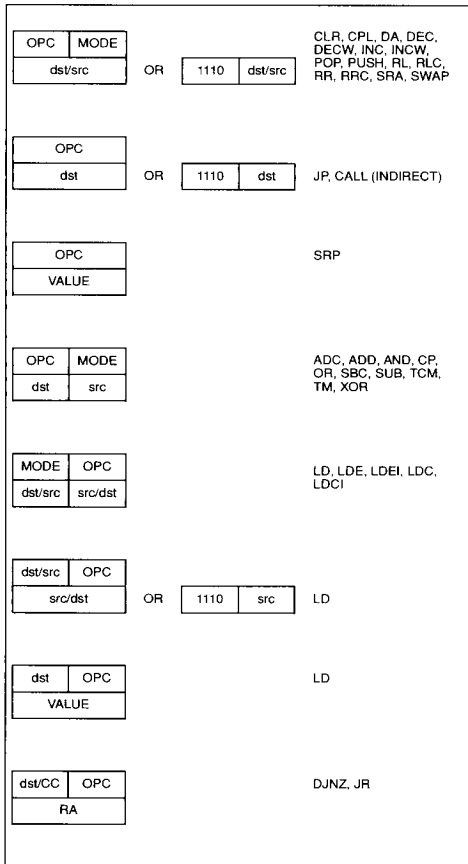 OPC MODE
dst/src OR 1110 dst/src
CLR, CPL, DA, DEC,
DECW, INC, INCW,
POP, PUSH, RL, RLC,
RR, RRC, SRA, SWAP
OPC
dst OR 1110 dst JP, CALL (INDIRECT)
OPC SRP
VALUE
OPC MODE
dst src
ADC, ADD, AND, CP,
OR, SBC, SUB, TCM,
TM, XOR
MODE OPC
dst/src src/dst
LD, LDE, LDEI, LDC,
LDCI
dst/src OPC
src/dst OR 1110 src LD
dst OPC LD
VALUE
dst/CC OPC DJNZ, JR
RA